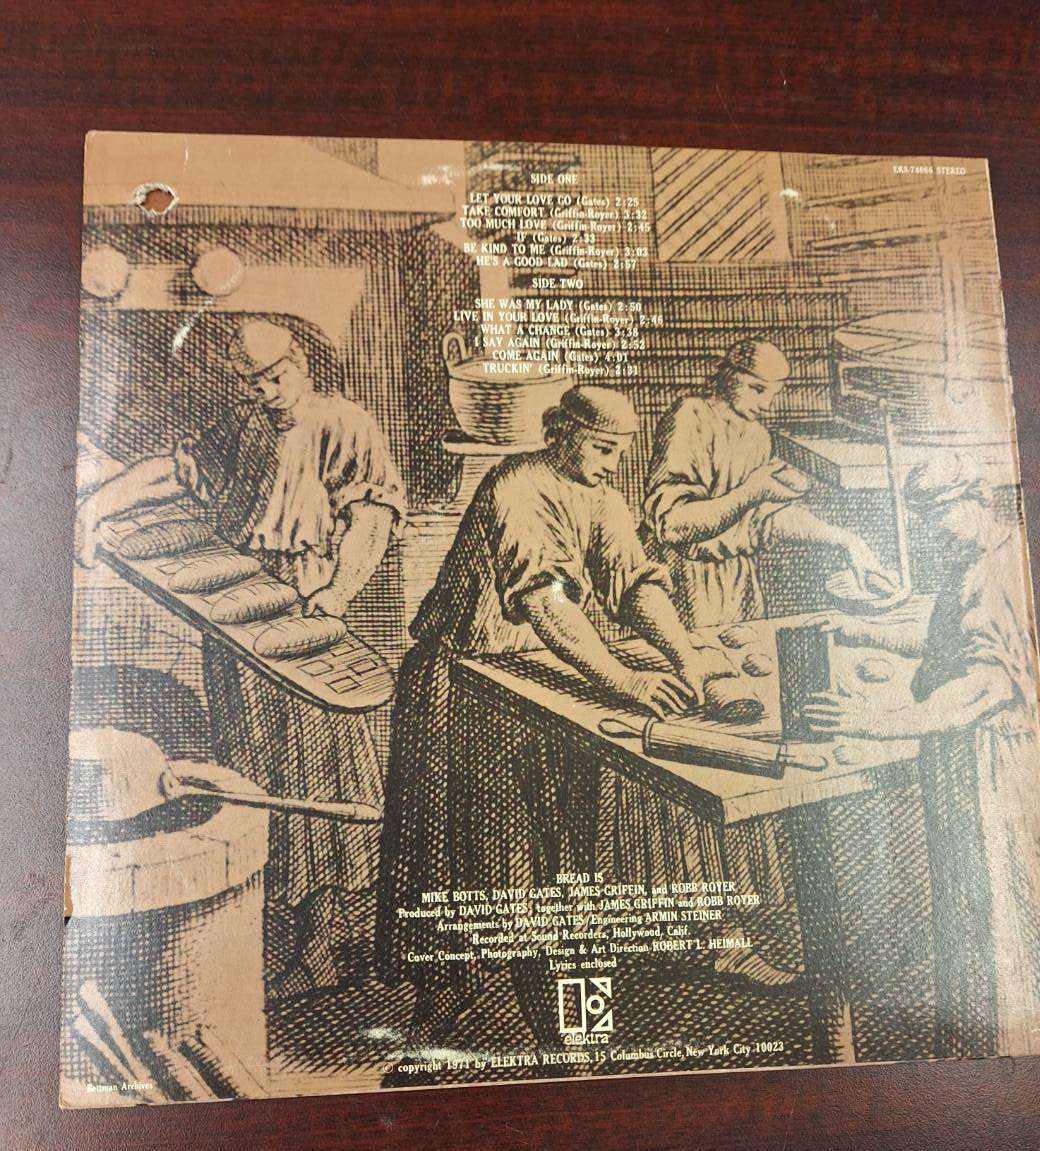 EKS-74086 STEREO
SIDE ONE
LET YOUR LOVE GO (Gates) 2:25
TAKE COMFORT (Griffin-Royer) 3:32
TOO MUCH LOVE (Griffin-Royer) 2:45
IF (Gates) 2:33
BE KIND TO ME (Griffin-Royer) 3:03
HE'S A GOOD LAD (Gates) 2:57
SIDE TWO
SHE WAS MY LADY (Gates) 2:50
LIVE IN YOUR LOVE (Griffin-Royer) 2:46
WHAT A CHANGE (Gates) 3:38
I SAY AGAIN (Griffin-Royer) 2:52
COME AGAIN (Gates) 4:01
TRUCKIN' (Griffin-Royer) 2:31
BREAD IS
MIKE BOTTS, DAVID GATES, JAMES GRIFFIN, and ROBB ROYER
Produced by DAVID GATES, together with JAMES GRIFFIN and ROBB ROYER
Arrangements by DAVID GATES/Engineering ARMIN STEINER
Recorded at Sound Recorders, Hollywood, Calif.
Cover Concept, Photography, Design & Art Direction ROBERT L. HEIMALL
Lyrics enclosed
elektra
© copyright 1971 by ELEKTRA RECORDS, 15 Columbus Circle, New York City 10023
Bettman Archives